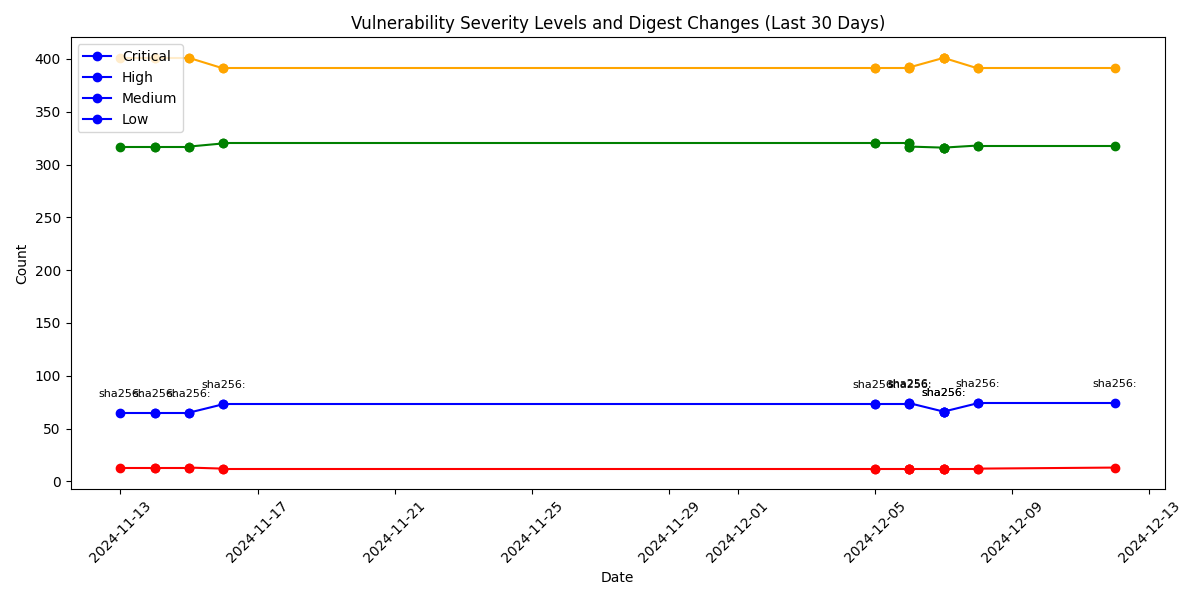 Vulnerability Severity Levels and Digest Changes (Last 30 Days)
Critical
High
Medium
Low
Count
400
350
300
250
200
150
100
50
0
sha256:
sha256:
sha256:
sha256:
sha256:
sha256:
sha256:
sha256:
sha256:
2024-11-13
2024-11-17
2024-11-21
2024-11-25
2024-11-29
2024-12-01
2024-12-05
2024-12-09
2024-12-13
Date